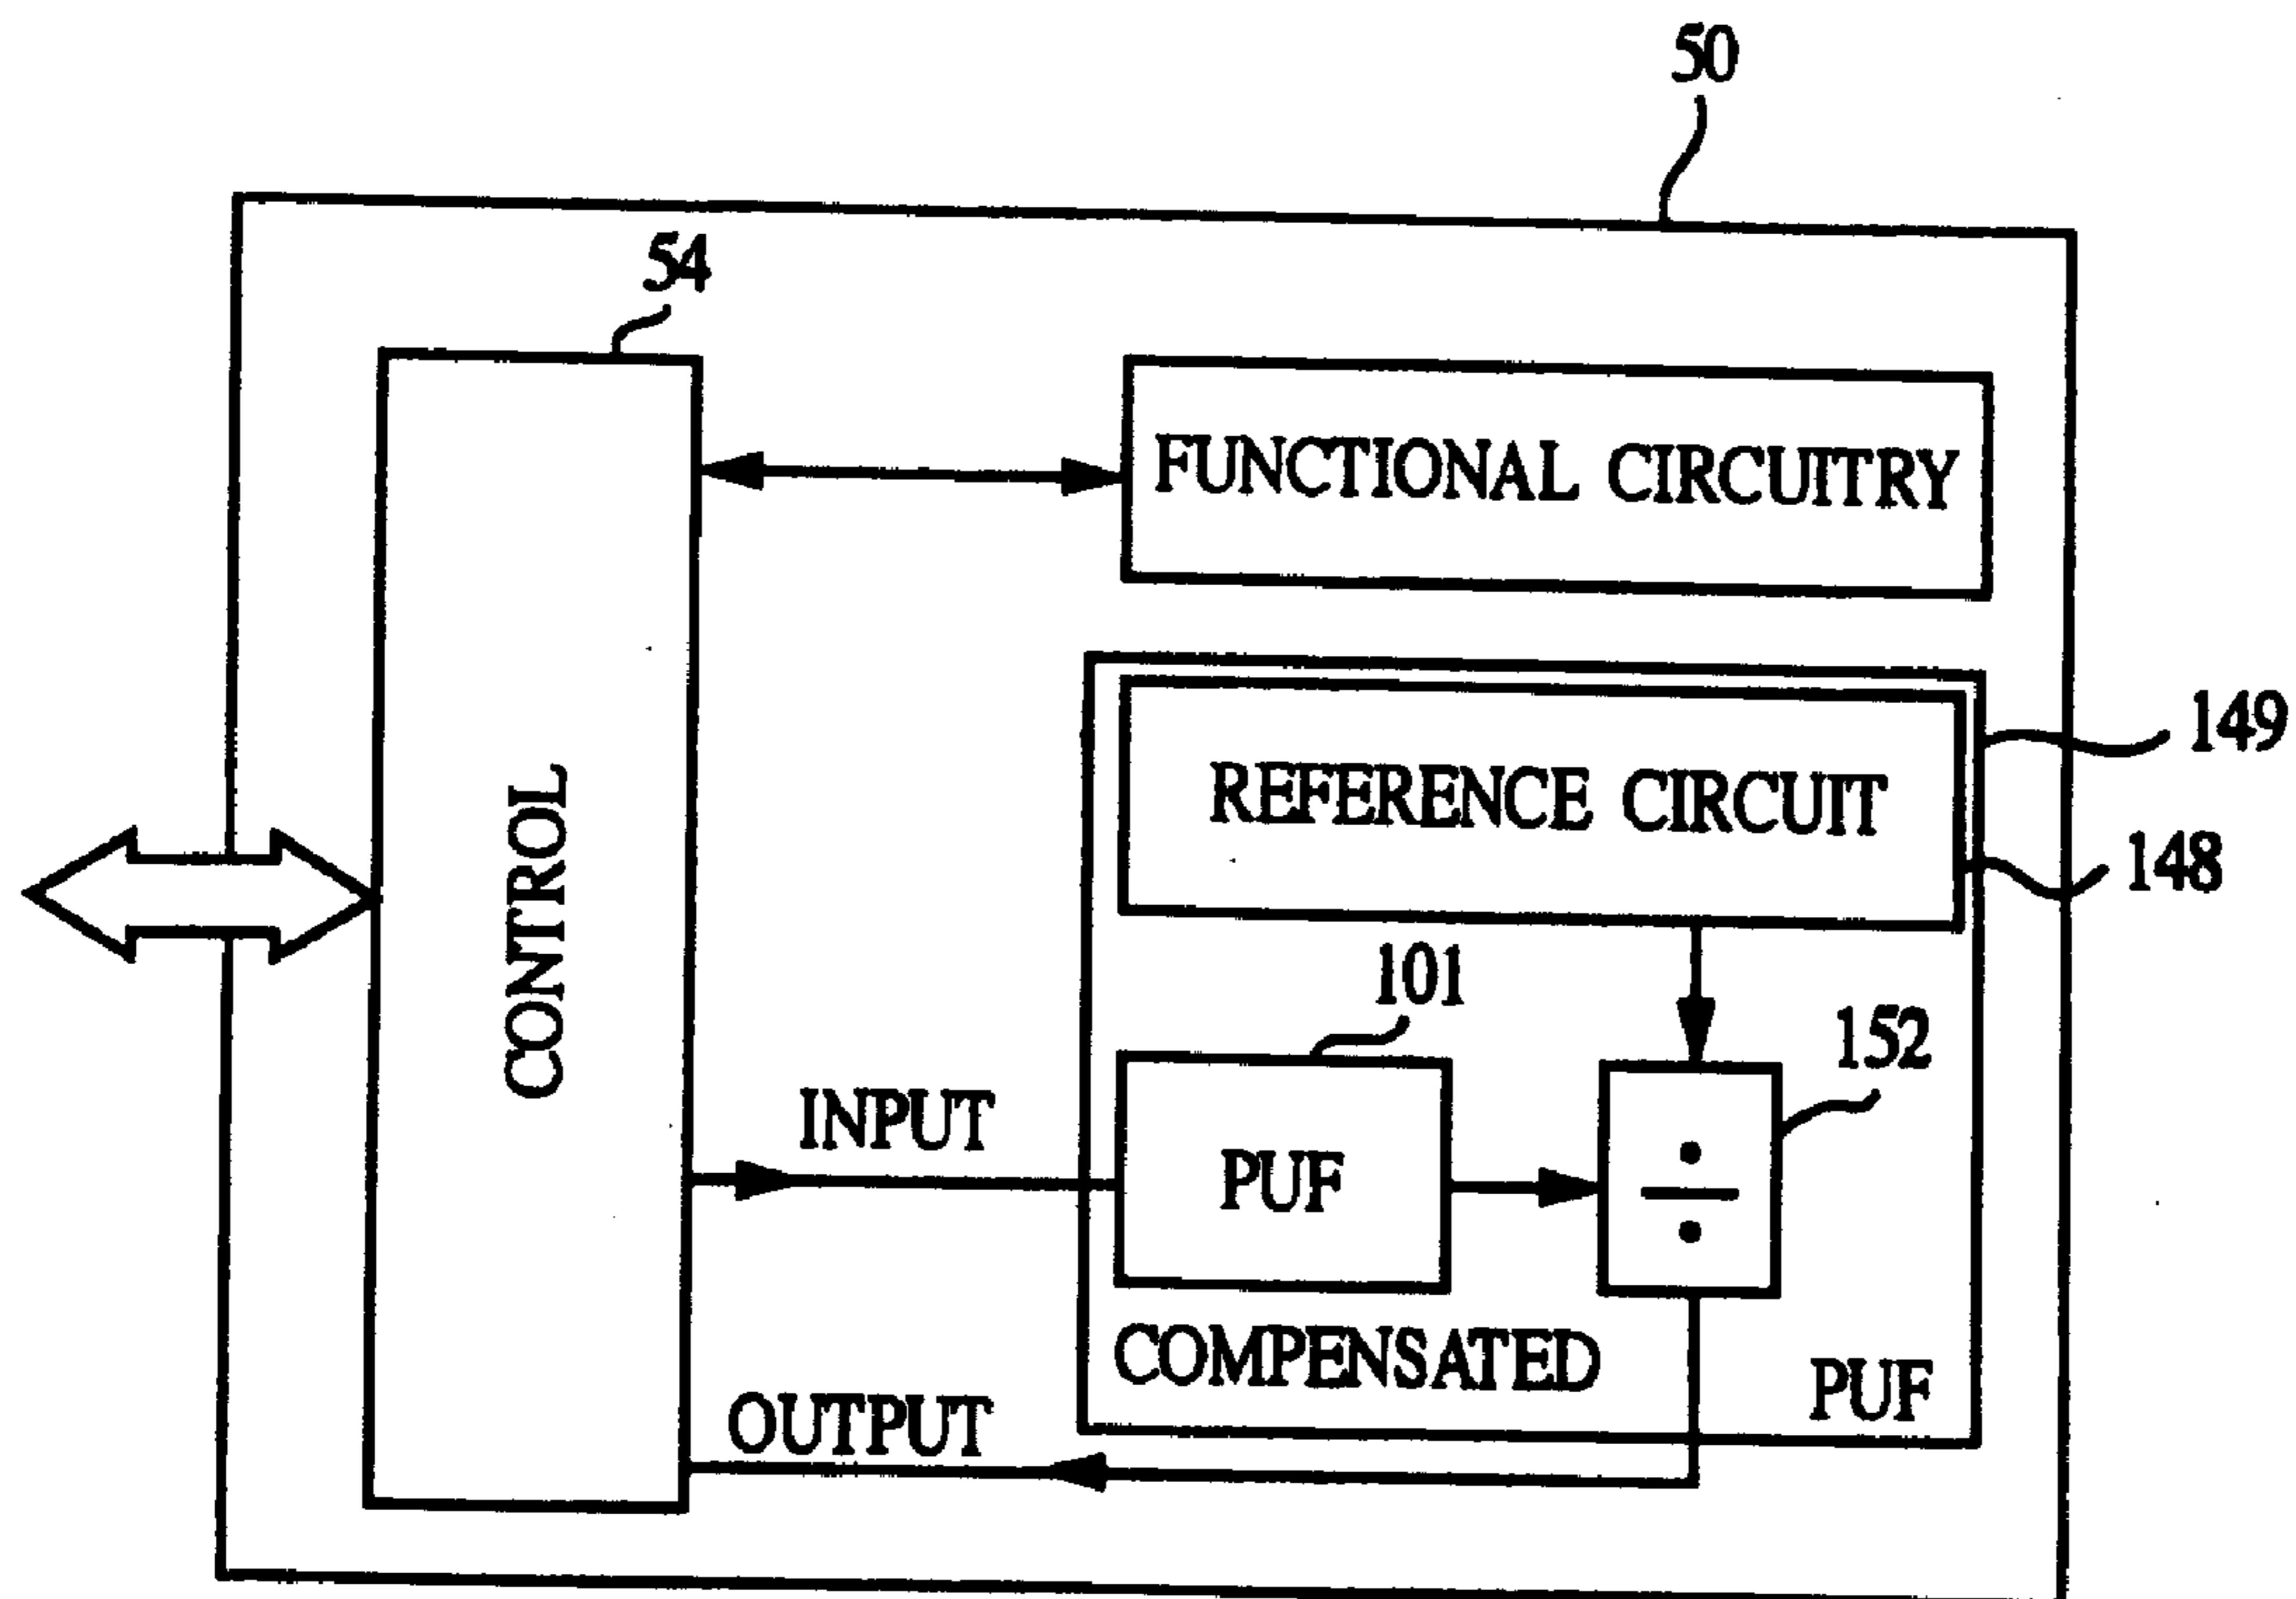 50
54
FUNCTIONAL CIRCUITRY
149
REFERENCE CIRCUIT
148
CONTROL
101
152
INPUT
PUF
COMPENSATED
PUF
OUTPUT